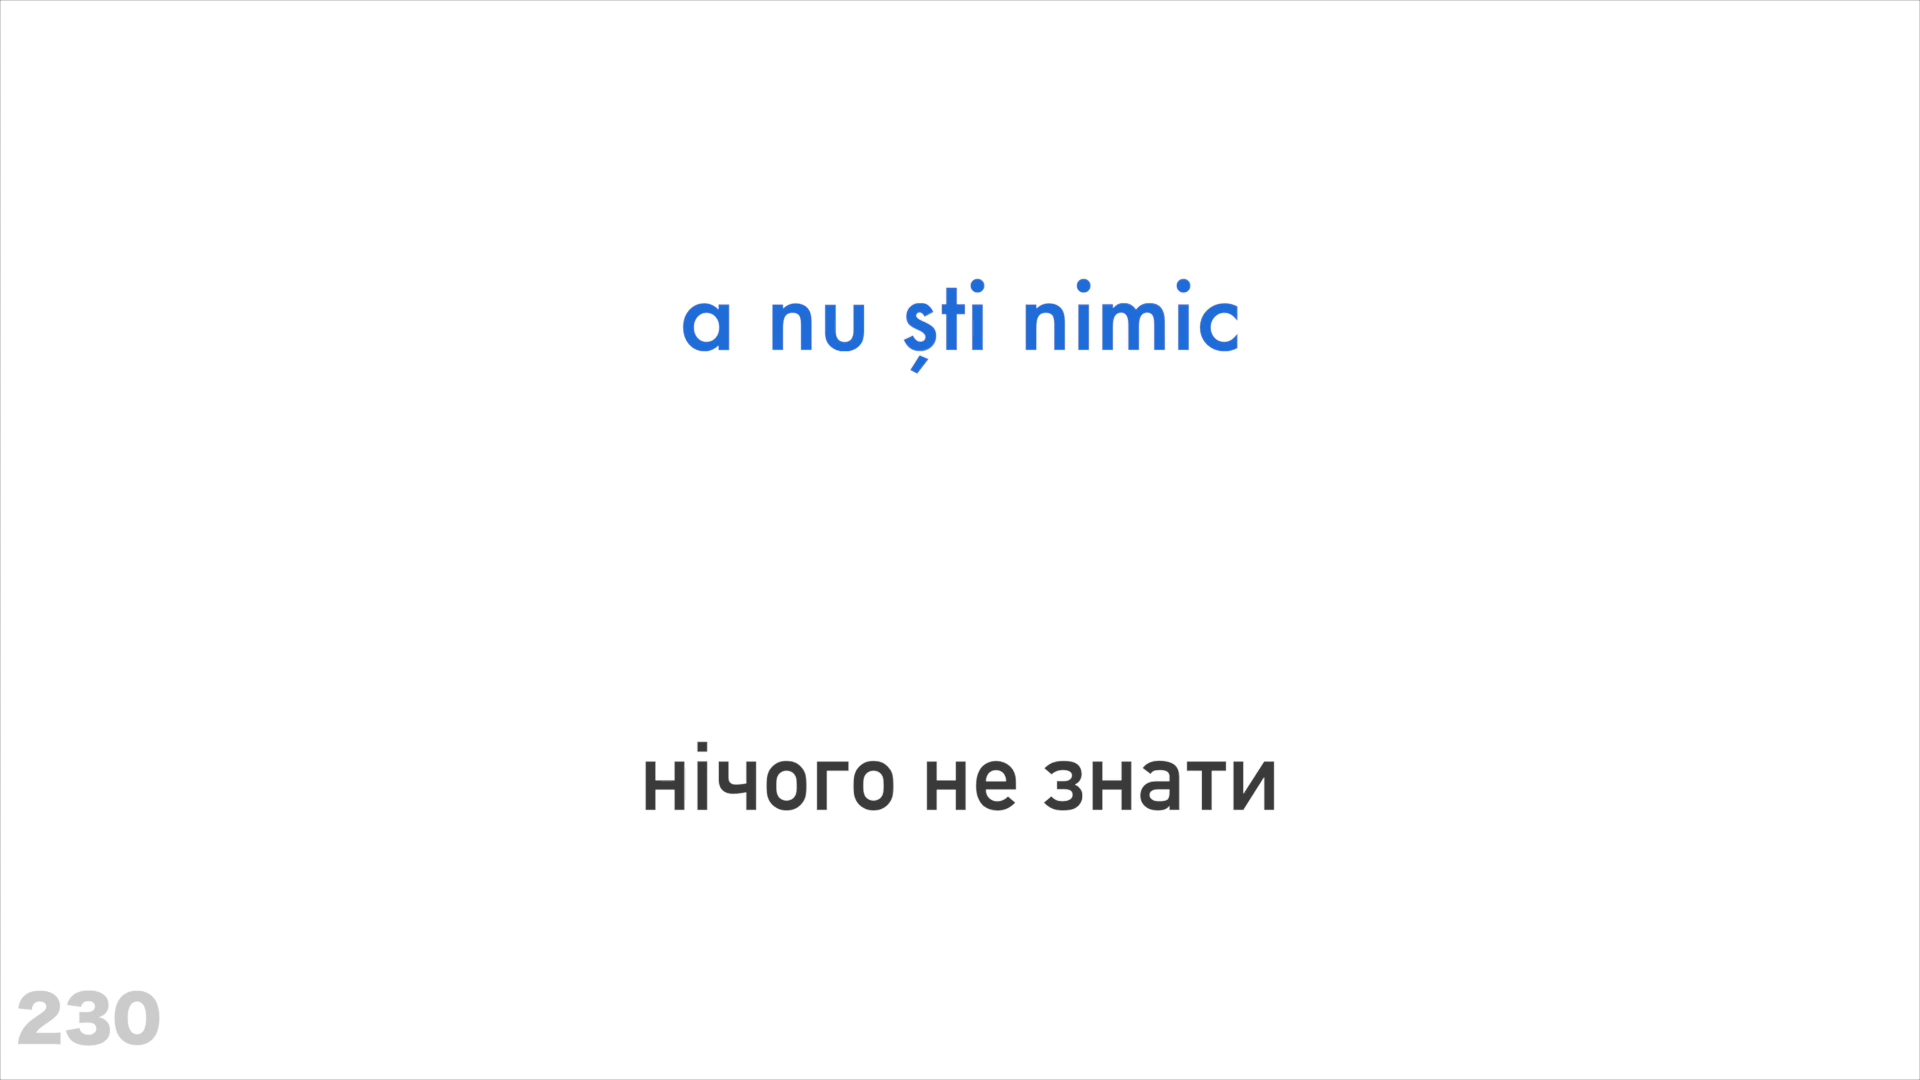 a nu ști nimic
нічого не знати
230